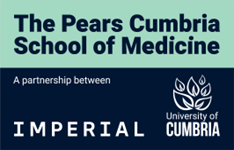 The Pears Cumbria
School of Medicine
A partnership between
IMPERIAL
University of
CUMBRIA